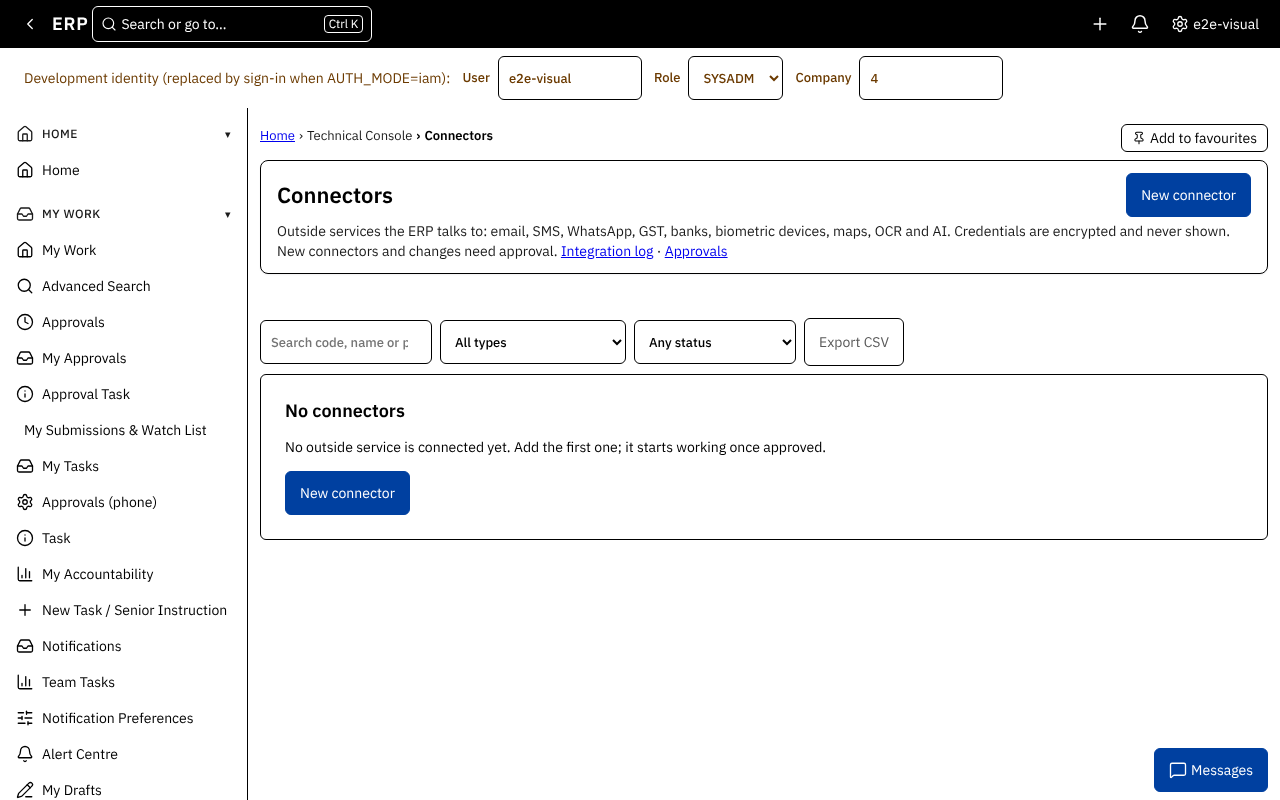 ERP
Search or go to...
Ctrl K
e2e-visual
Development identity (replaced by sign-in when AUTH_MODE=iam):
User
e2e-visual
Role
SYSADM
Company
4
HOME
Home
MY WORK
My Work
Advanced Search
Approvals
My Approvals
Approval Task
My Submissions & Watch List
My Tasks
Approvals (phone)
Task
My Accountability
New Task / Senior Instruction
Notifications
Team Tasks
Notification Preferences
Alert Centre
My Drafts
Home › Technical Console › Connectors
Add to favourites
Connectors
New connector
Outside services the ERP talks to: email, SMS, WhatsApp, GST, banks, biometric devices, maps, OCR and AI. Credentials are encrypted and never shown.
New connectors and changes need approval. Integration log · Approvals
Search code, name or p
All types
Any status
Export CSV
No connectors
No outside service is connected yet. Add the first one; it starts working once approved.
New connector
Messages